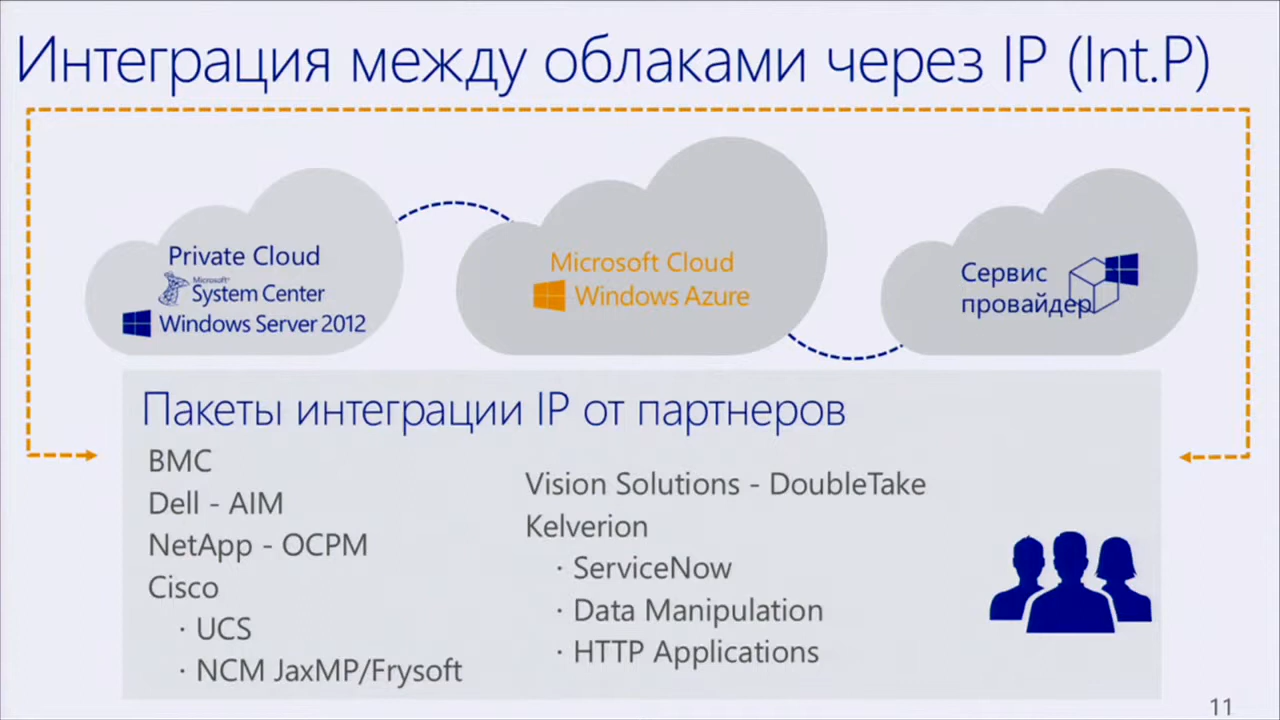 Интеграция между облаками через IP (Int.P)
Private Cloud
Microsoft
System Center
Windows Server 2012
Microsoft Cloud
Windows Azure
Сервис
провайдер
Пакеты интеграции IP от партнеров
BMC
Dell - AIM
NetApp - OCPM
Cisco
· UCS
· NCM JaxMP/Frysoft
Vision Solutions - DoubleTake
Kelverion
· ServiceNow
· Data Manipulation
· HTTP Applications
11